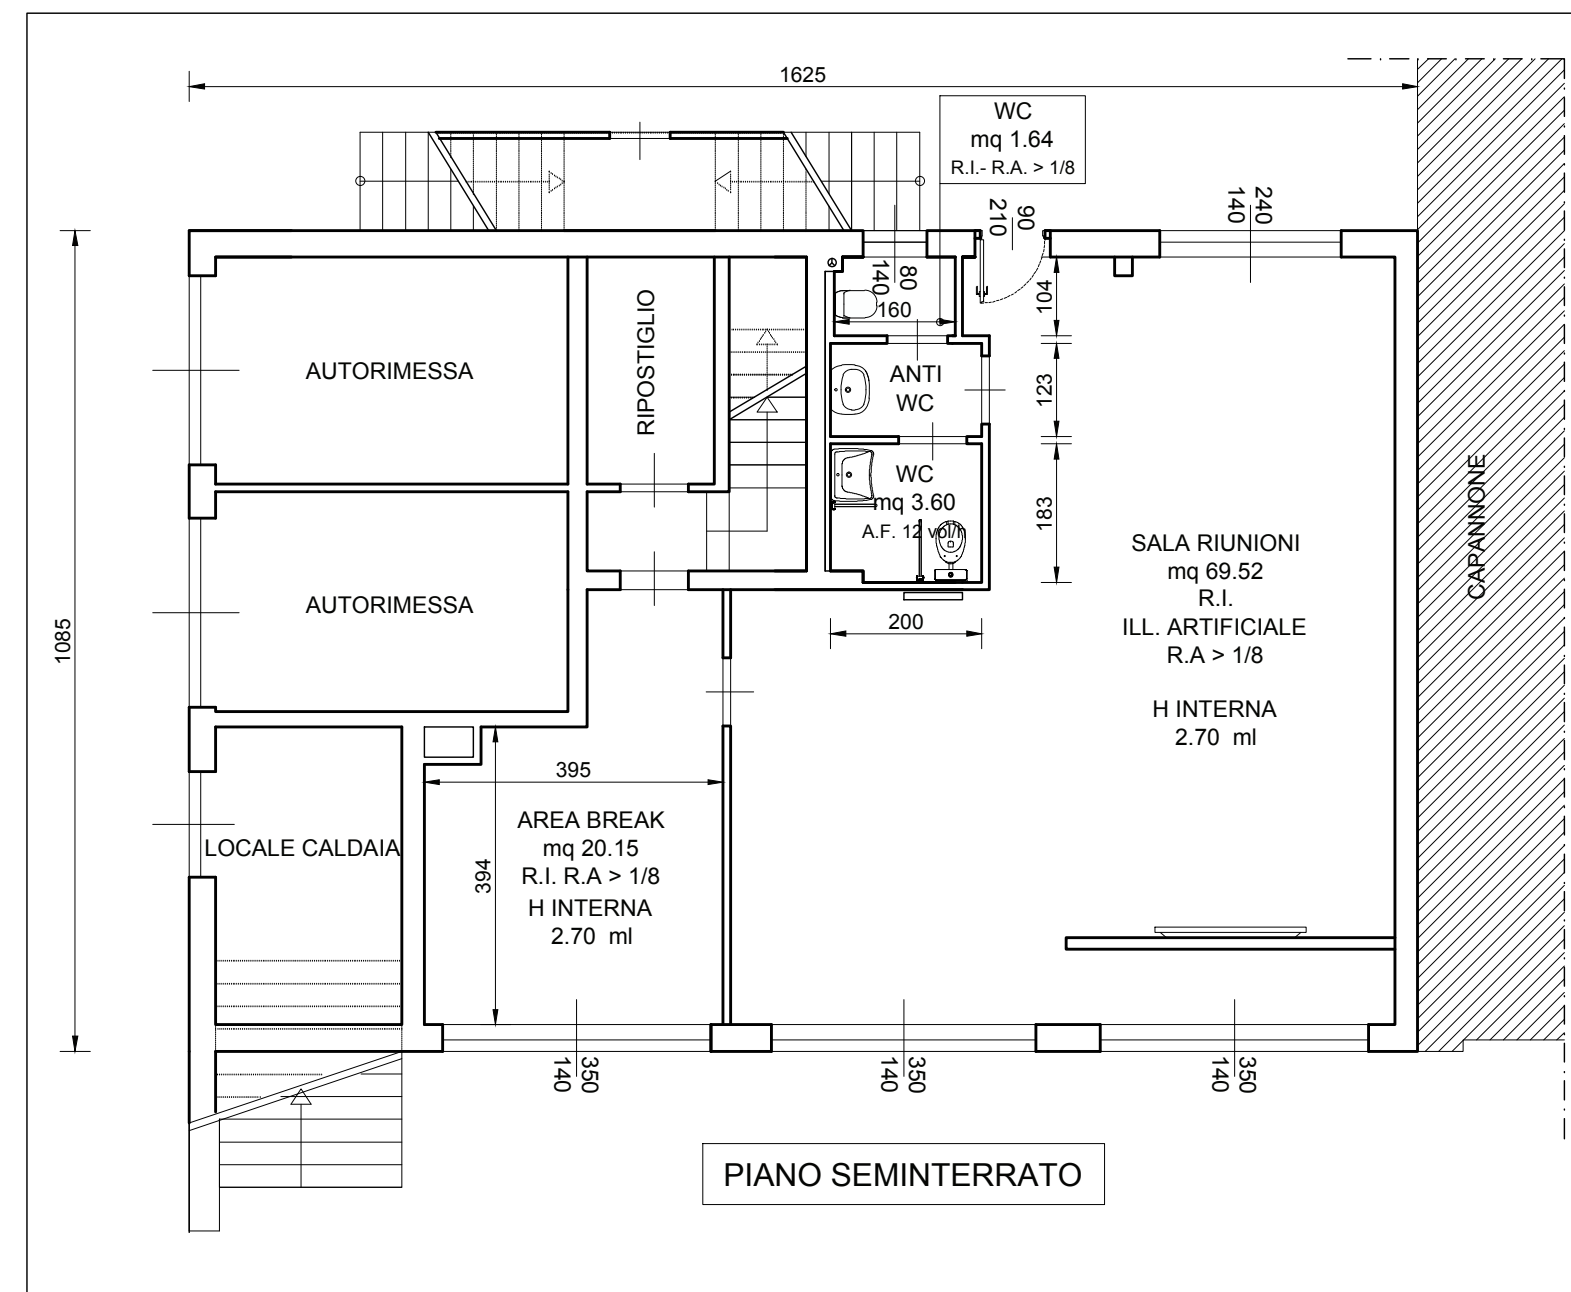 1625
WC
mq 1.64
R.I.- R.A. > 1/8
90
210
240
140
80
140
160
104
AUTORIMESSA
RIPOSTIGLIO
ANTI
WC
123
WC
mq 3.60
A.F. 12 vol/h
183
CAPANNONE
SALA RIUNIONI
mq 69.52
R.I.
ILL. ARTIFICIALE
R.A > 1/8
H INTERNA
2.70 ml
AUTORIMESSA
1085
200
395
LOCALE CALDAIA
394
AREA BREAK
mq 20.15
R.I. R.A > 1/8
H INTERNA
2.70 ml
350
140
350
140
350
140
PIANO SEMINTERRATO